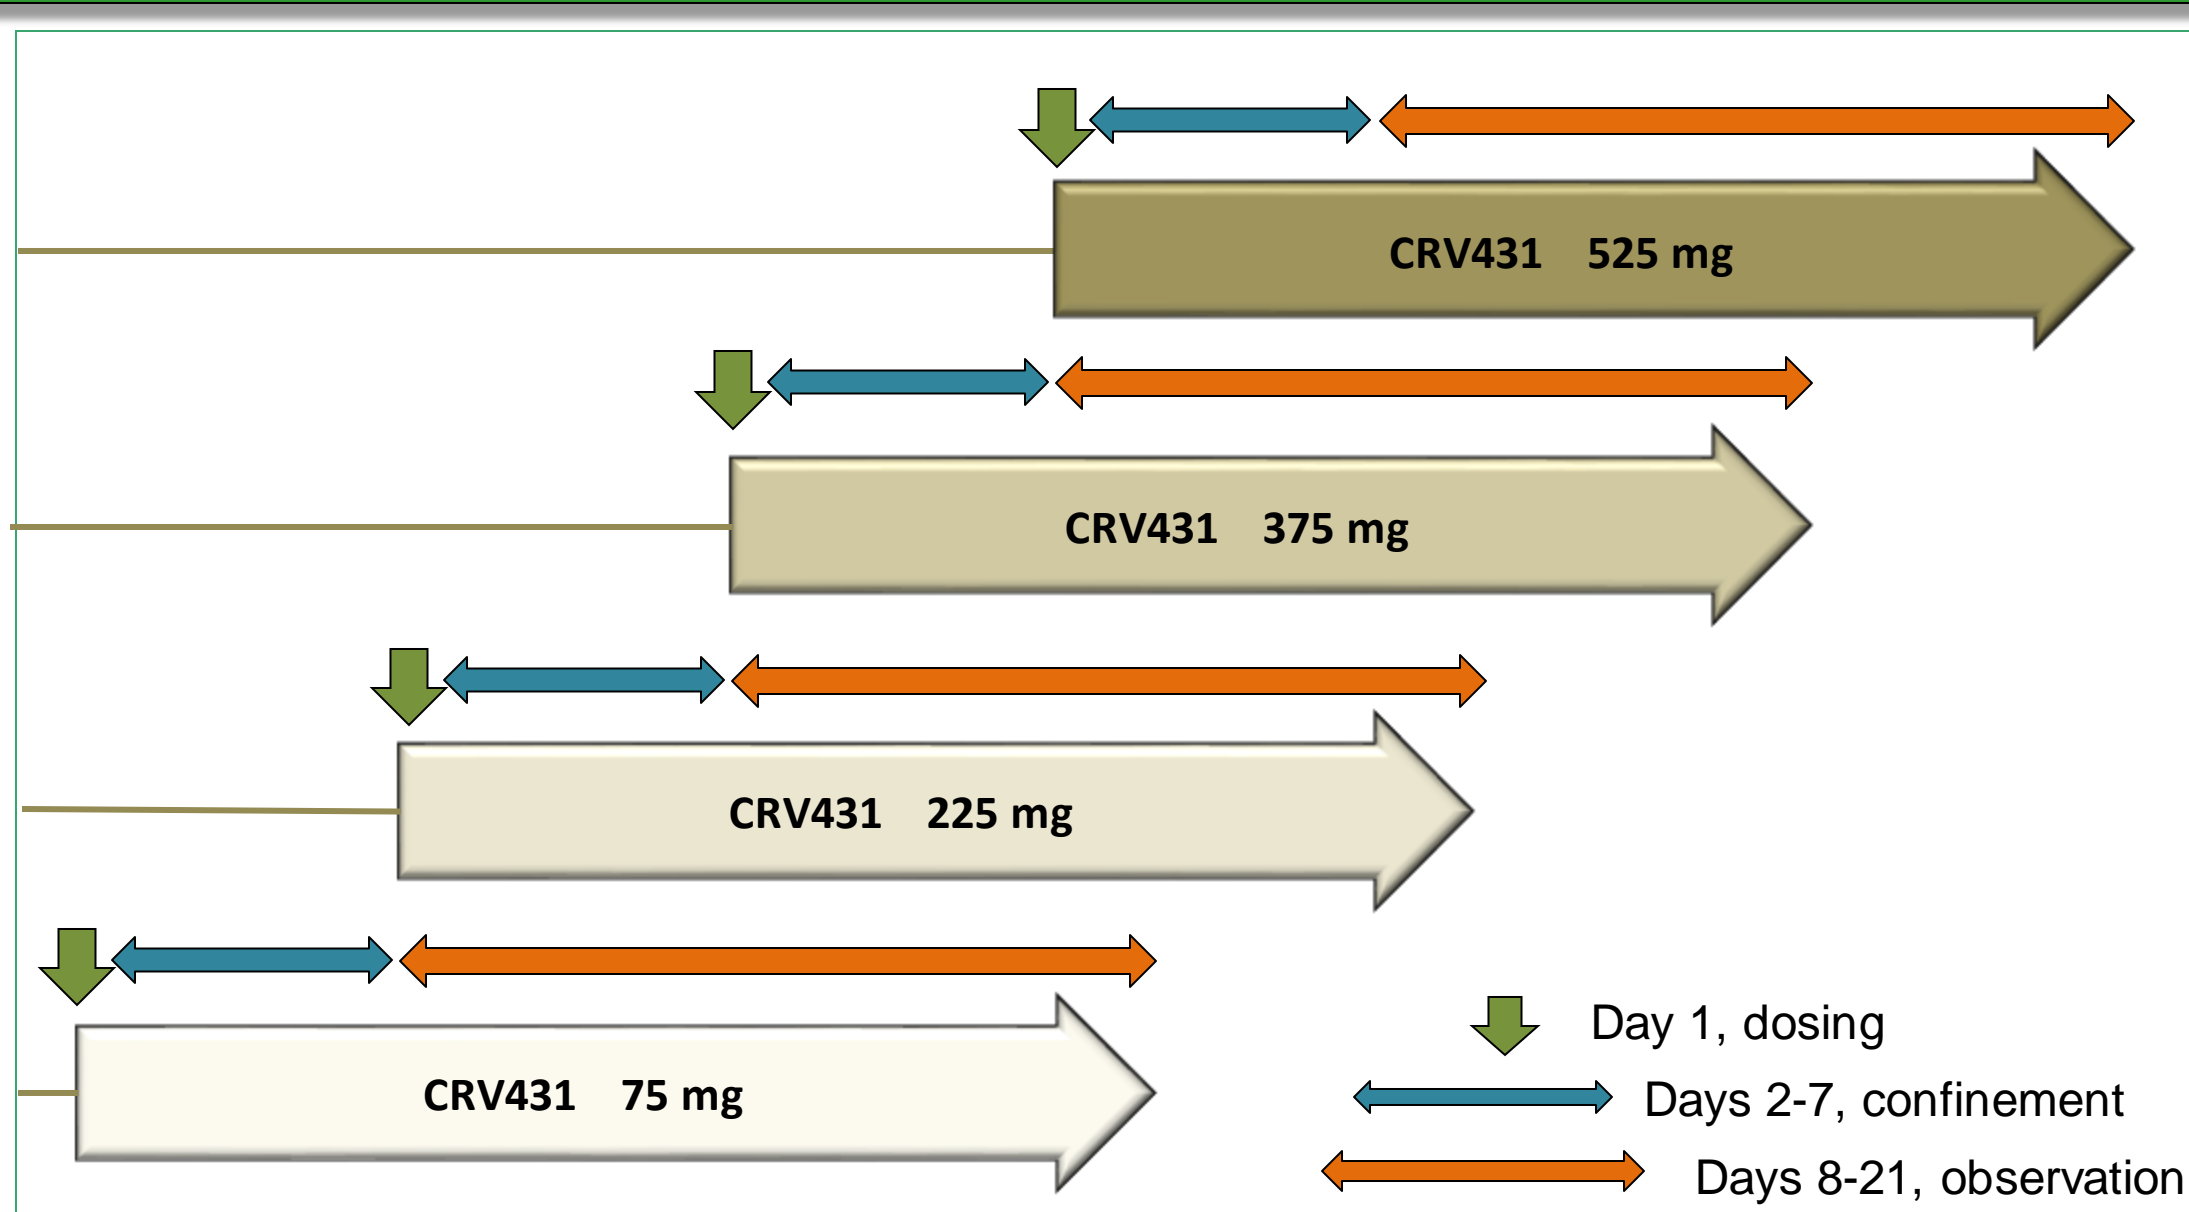 CRV431 525 mg
CRV431 375 mg
CRV431 225 mg
CRV431 75 mg
Day 1, dosing
Days 2-7, confinement
Days 8-21, observation